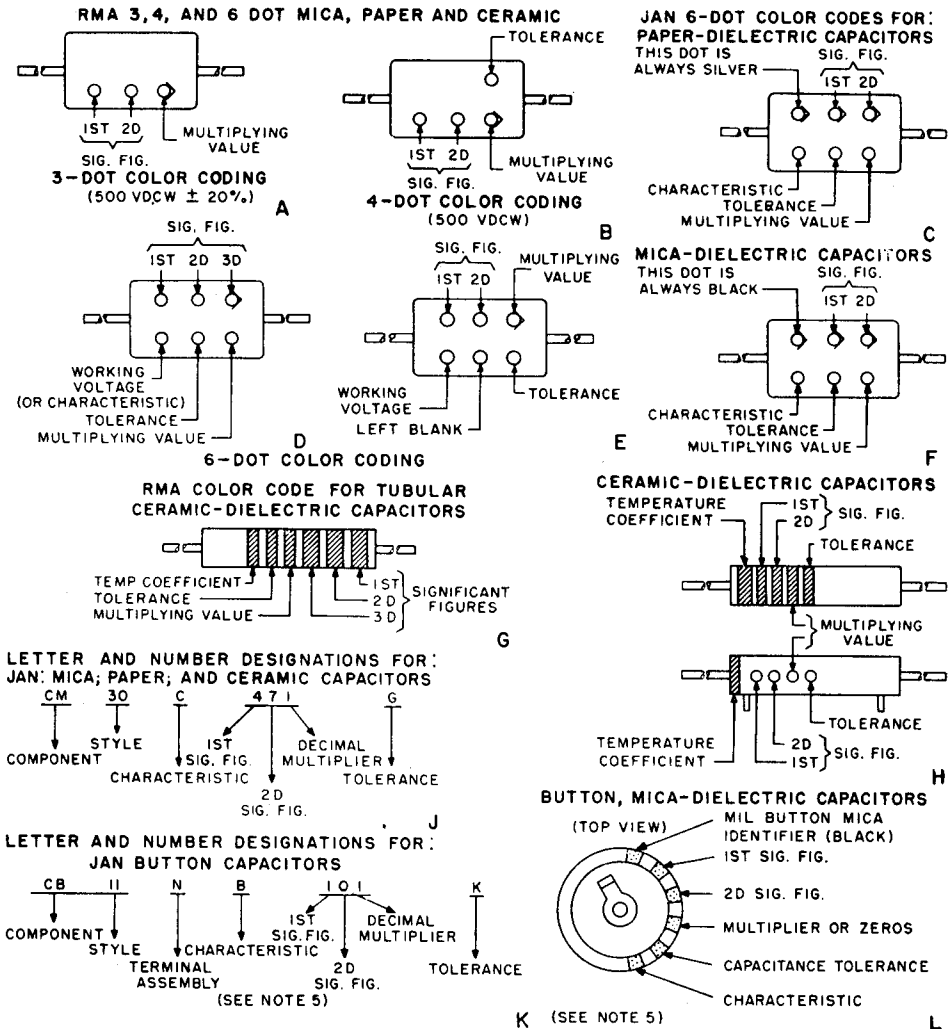 RMA 3, 4, AND 6 DOT MICA, PAPER AND CERAMIC
1ST 2D
SIG. FIG.
MULTIPLYING VALUE
3-DOT COLOR CODING
(500 VDCW ± 20%)
A
TOLERANCE
1ST 2D
SIG. FIG.
MULTIPLYING
VALUE
4-DOT COLOR CODING
(500 VDCW)
B
JAN 6-DOT COLOR CODES FOR:
PAPER-DIELECTRIC CAPACITORS
THIS DOT IS
ALWAYS SILVER
SIG. FIG.
1ST 2D
CHARACTERISTIC
TOLERANCE
MULTIPLYING VALUE
C
SIG. FIG.
1ST 2D 3D
WORKING
VOLTAGE
(OR CHARACTERISTIC)
TOLERANCE
MULTIPLYING VALUE
D
SIG. FIG.
1ST 2D
MULTIPLYING
VALUE
WORKING
VOLTAGE
LEFT BLANK
TOLERANCE
E
6-DOT COLOR CODING
MICA-DIELECTRIC CAPACITORS
THIS DOT IS
ALWAYS BLACK
SIG. FIG.
1ST 2D
CHARACTERISTIC
TOLERANCE
MULTIPLYING VALUE
F
RMA COLOR CODE FOR TUBULAR
CERAMIC-DIELECTRIC CAPACITORS
TEMP COEFFICIENT
TOLERANCE
MULTIPLYING VALUE
1ST
2D
3D
SIGNIFICANT
FIGURES
G
CERAMIC-DIELECTRIC CAPACITORS
TEMPERATURE
COEFFICIENT
1ST
2D
SIG. FIG.
TOLERANCE
MULTIPLYING
VALUE
TOLERANCE
TEMPERATURE
COEFFICIENT
2D
1ST
SIG. FIG.
H
LETTER AND NUMBER DESIGNATIONS FOR:
JAN: MICA; PAPER; AND CERAMIC CAPACITORS
CM 30 C 471 G
COMPONENT
STYLE
CHARACTERISTIC
1ST
SIG. FIG.
2D
SIG. FIG.
DECIMAL
MULTIPLIER
TOLERANCE
J
LETTER AND NUMBER DESIGNATIONS FOR:
JAN BUTTON CAPACITORS
CB 11 N B 101 K
COMPONENT
STYLE
TERMINAL
ASSEMBLY
CHARACTERISTIC
1ST
SIG. FIG.
2D
SIG. FIG.
DECIMAL
MULTIPLIER
TOLERANCE
(SEE NOTE 5)
K
BUTTON, MICA-DIELECTRIC CAPACITORS
(TOP VIEW)
MIL BUTTON MICA
IDENTIFIER (BLACK)
1ST SIG. FIG.
2D SIG. FIG.
MULTIPLIER OR ZEROS
CAPACITANCE TOLERANCE
CHARACTERISTIC
(SEE NOTE 5)
L